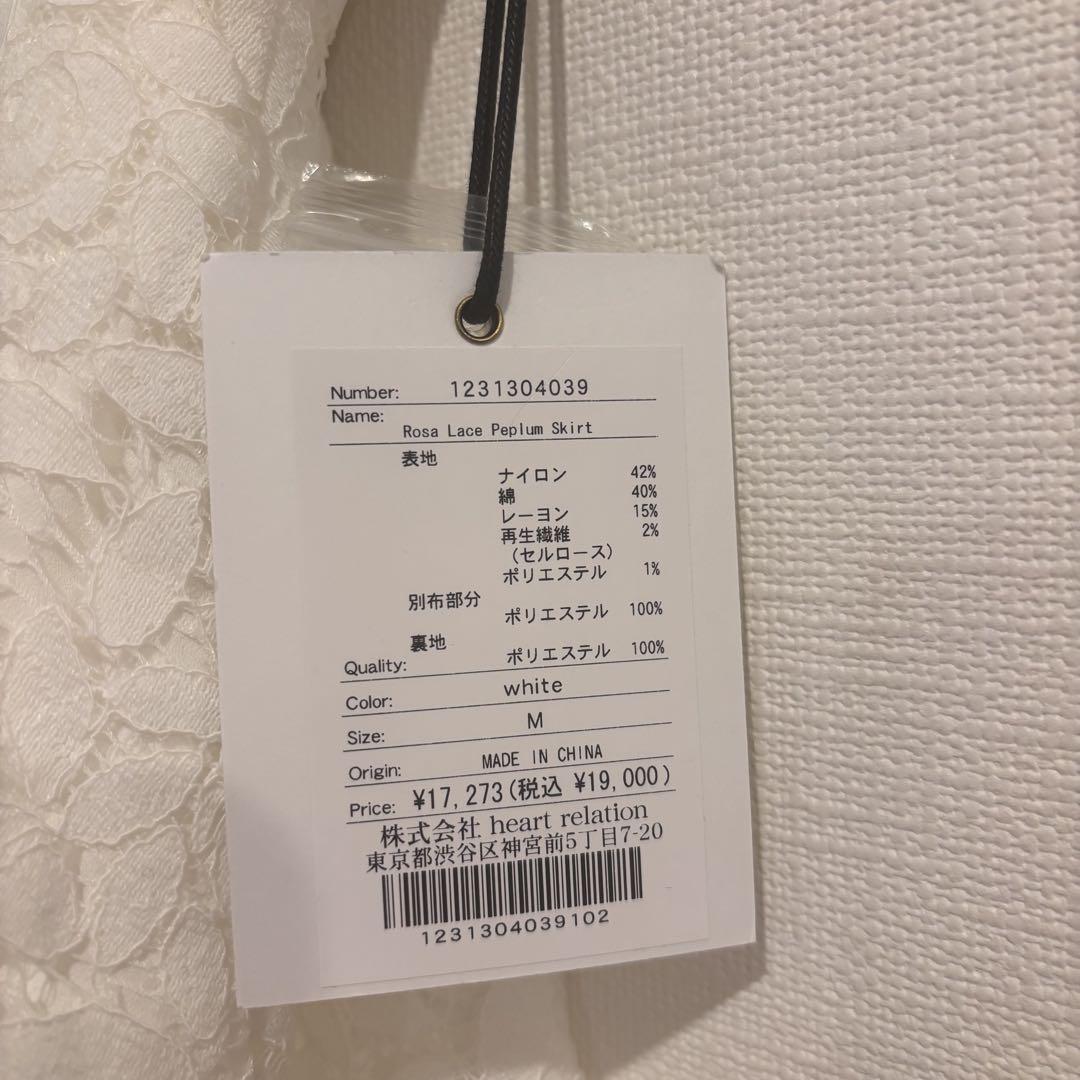 Number: 1231304039
Name:
Rosa Lace Peplum Skirt
表地
ナイロン 42%
綿 40%
レーヨン 15%
再生繊維 2%
(セルロース)
ポリエステル 1%
別布部分
ポリエステル 100%
裏地
Quality: ポリエステル 100%
Color: white
Size: M
Origin: MADE IN CHINA
Price: ¥17,273(税込 ¥19,000)
株式会社 heart relation
東京都渋谷区神宮前5丁目7-20
1231304039102